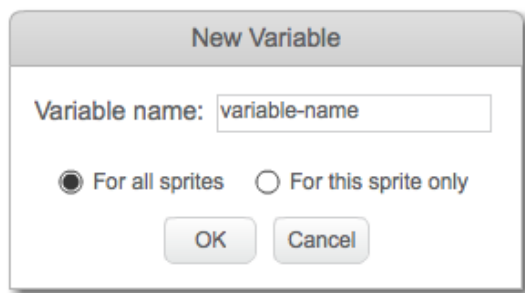 New Variable
Variable name: variable-name
For all sprites For this sprite only
OK Cancel